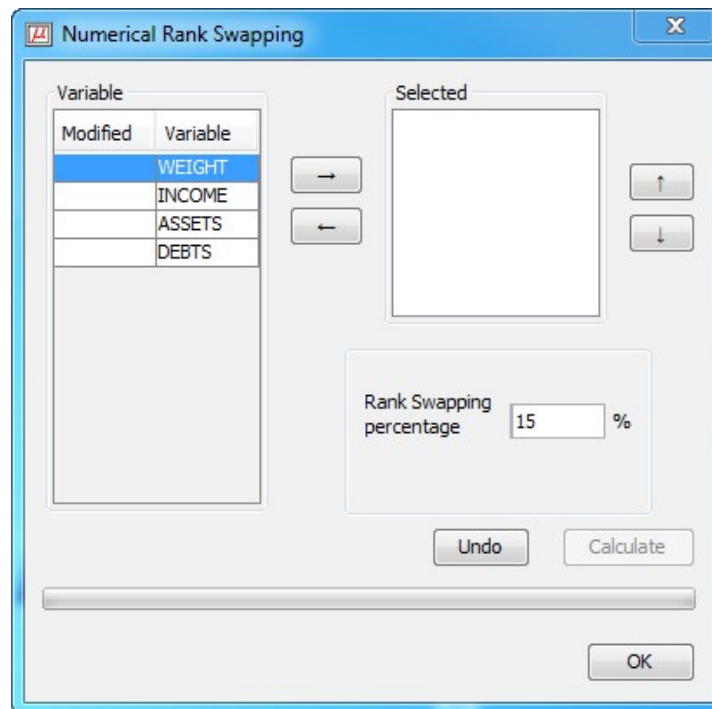 μ Numerical Rank Swapping X
Variable
Modified Variable
WEIGHT
INCOME
ASSETS
DEBTS
→
←
Selected
↑
↓
Rank Swapping
percentage 15 %
Undo Calculate
OK